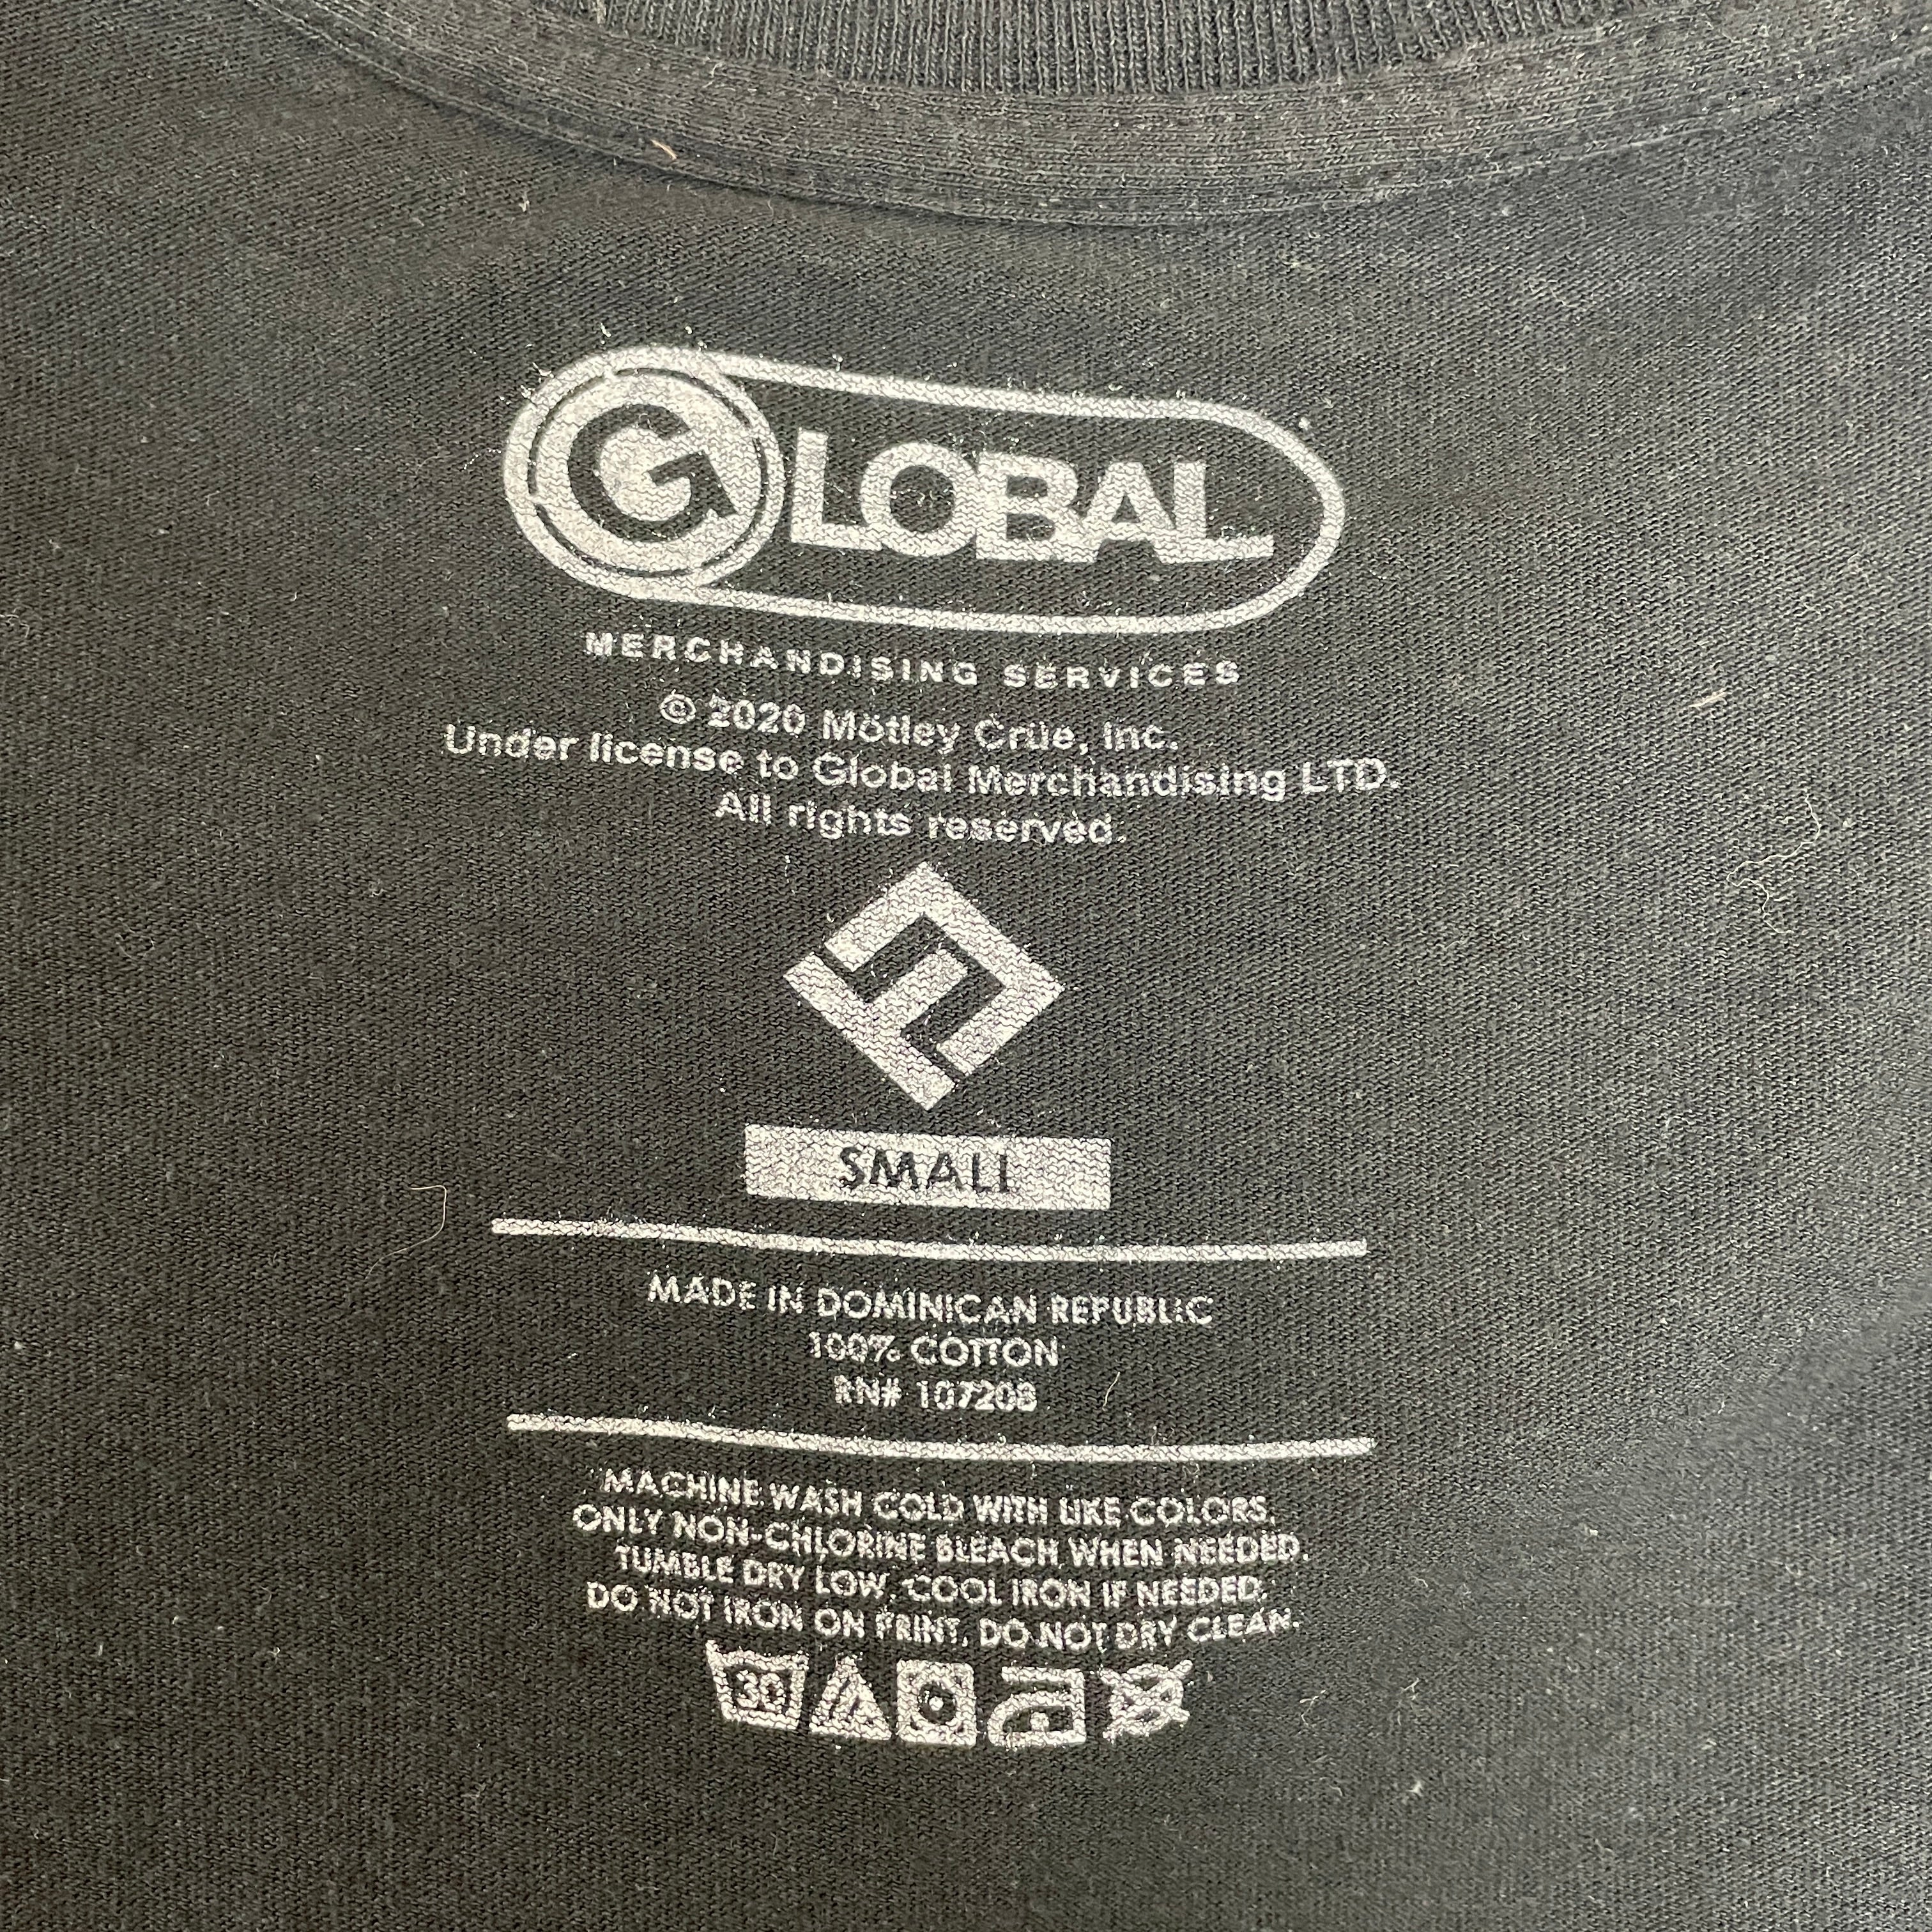 GLOBAL
MERCHANDISING SERVICES
© 2020 Mötley Crüe, Inc.
Under license to Global Merchandising LTD.
All rights reserved.
SMALL
MADE IN DOMINICAN REPUBLIC
100% COTTON
RN# 107208
MACHINE WASH COLD WITH LIKE COLORS.
ONLY NON-CHLORINE BLEACH WHEN NEEDED.
TUMBLE DRY LOW, COOL IRON IF NEEDED.
DO NOT IRON ON PRINT, DO NOT DRY CLEAN.
30